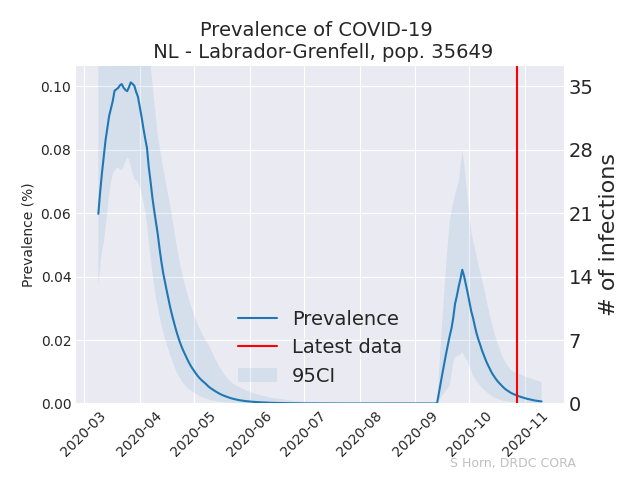 Prevalence of COVID-19
NL - Labrador-Grenfell, pop. 35649
Prevalence (%)
0.10
0.08
0.06
0.04
0.02
0.00
35
28
21
14
7
0
# of infections
Prevalence
Latest data
95CI
2020-03
2020-04
2020-05
2020-06
2020-07
2020-08
2020-09
2020-10
2020-11
S Horn, DRDC CORA